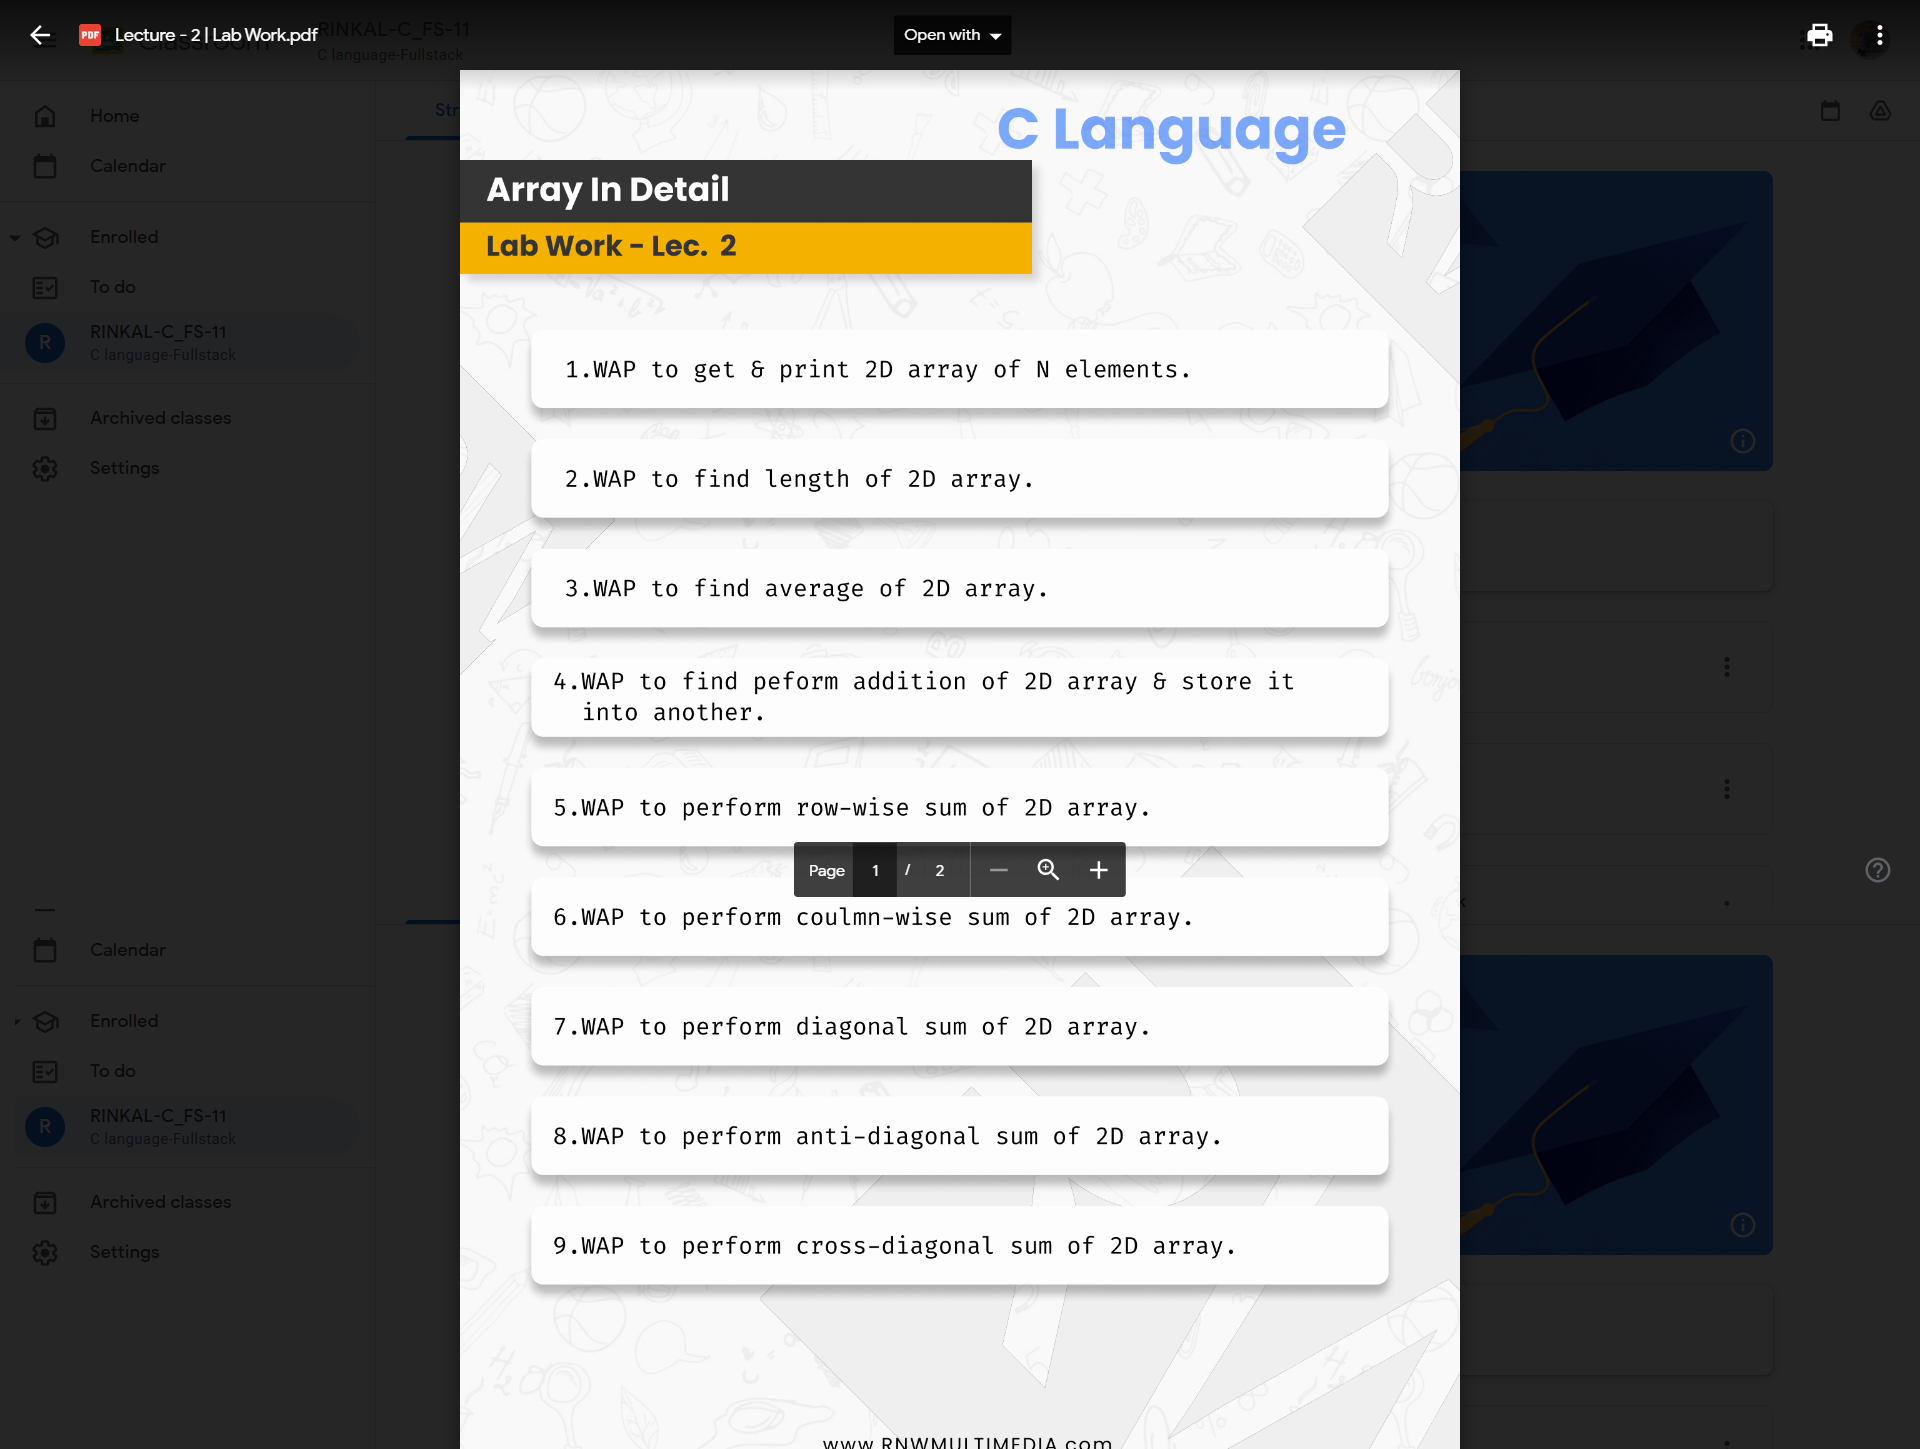 Lecture - 2 | Lab Work.pdf
Open with
Classroom
RINKAL-C_FS-11
C language-Fullstack
Home
Calendar
Enrolled
To do
R
RINKAL-C_FS-11
C language-Fullstack
Archived classes
Settings
C Language
Array In Detail
Lab Work - Lec. 2
1.WAP to get & print 2D array of N elements.
2.WAP to find length of 2D array.
3.WAP to find average of 2D array.
4.WAP to find peform addition of 2D array & store it
into another.
5.WAP to perform row-wise sum of 2D array.
Page 1 / 2
6.WAP to perform coulmn-wise sum of 2D array.
7.WAP to perform diagonal sum of 2D array.
8.WAP to perform anti-diagonal sum of 2D array.
9.WAP to perform cross-diagonal sum of 2D array.
www.RNWMULTIMEDIA.com
Calendar
Enrolled
To do
R
RINKAL-C_FS-11
C language-Fullstack
Archived classes
Settings